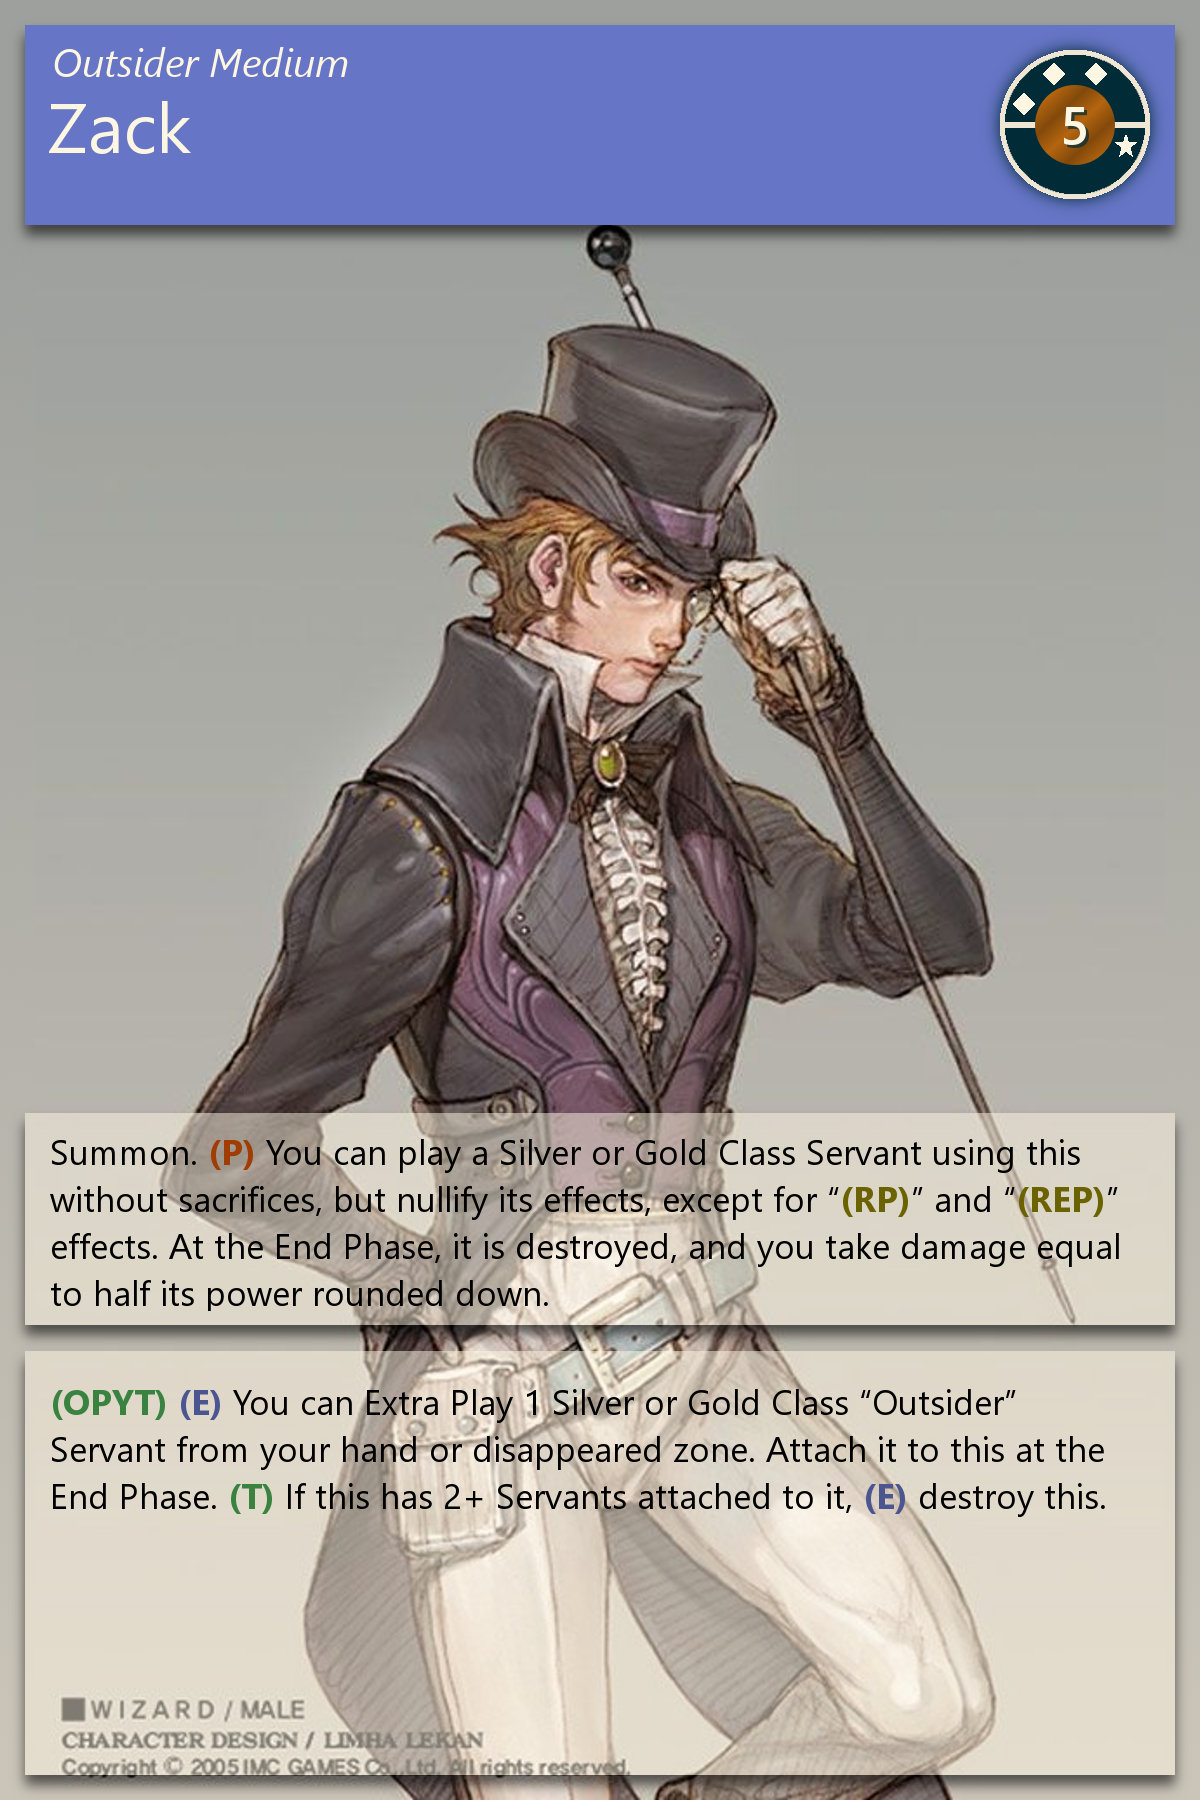 Outsider Medium
Zack
5
Summon. (P) You can play a Silver or Gold Class Servant using this
without sacrifices, but nullify its effects, except for “(RP)” and “(REP)”
effects. At the End Phase, it is destroyed, and you take damage equal
to half its power rounded down.
(OPYT) (E) You can Extra Play 1 Silver or Gold Class “Outsider”
Servant from your hand or disappeared zone. Attach it to this at the
End Phase. (T) If this has 2+ Servants attached to it, (E) destroy this.
WIZARD / MALE
CHARACTER DESIGN / LIMHA LEKAN
Copyright © 2005 IMC GAMES Co., Ltd. All rights reserved.